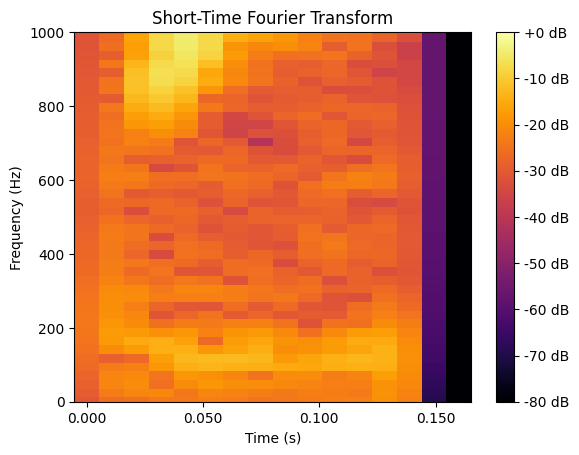 Short-Time Fourier Transform
1000
800
600
400
200
0
Frequency (Hz)
0.000
0.050
0.100
0.150
Time (s)
+0 dB
-10 dB
-20 dB
-30 dB
-40 dB
-50 dB
-60 dB
-70 dB
-80 dB